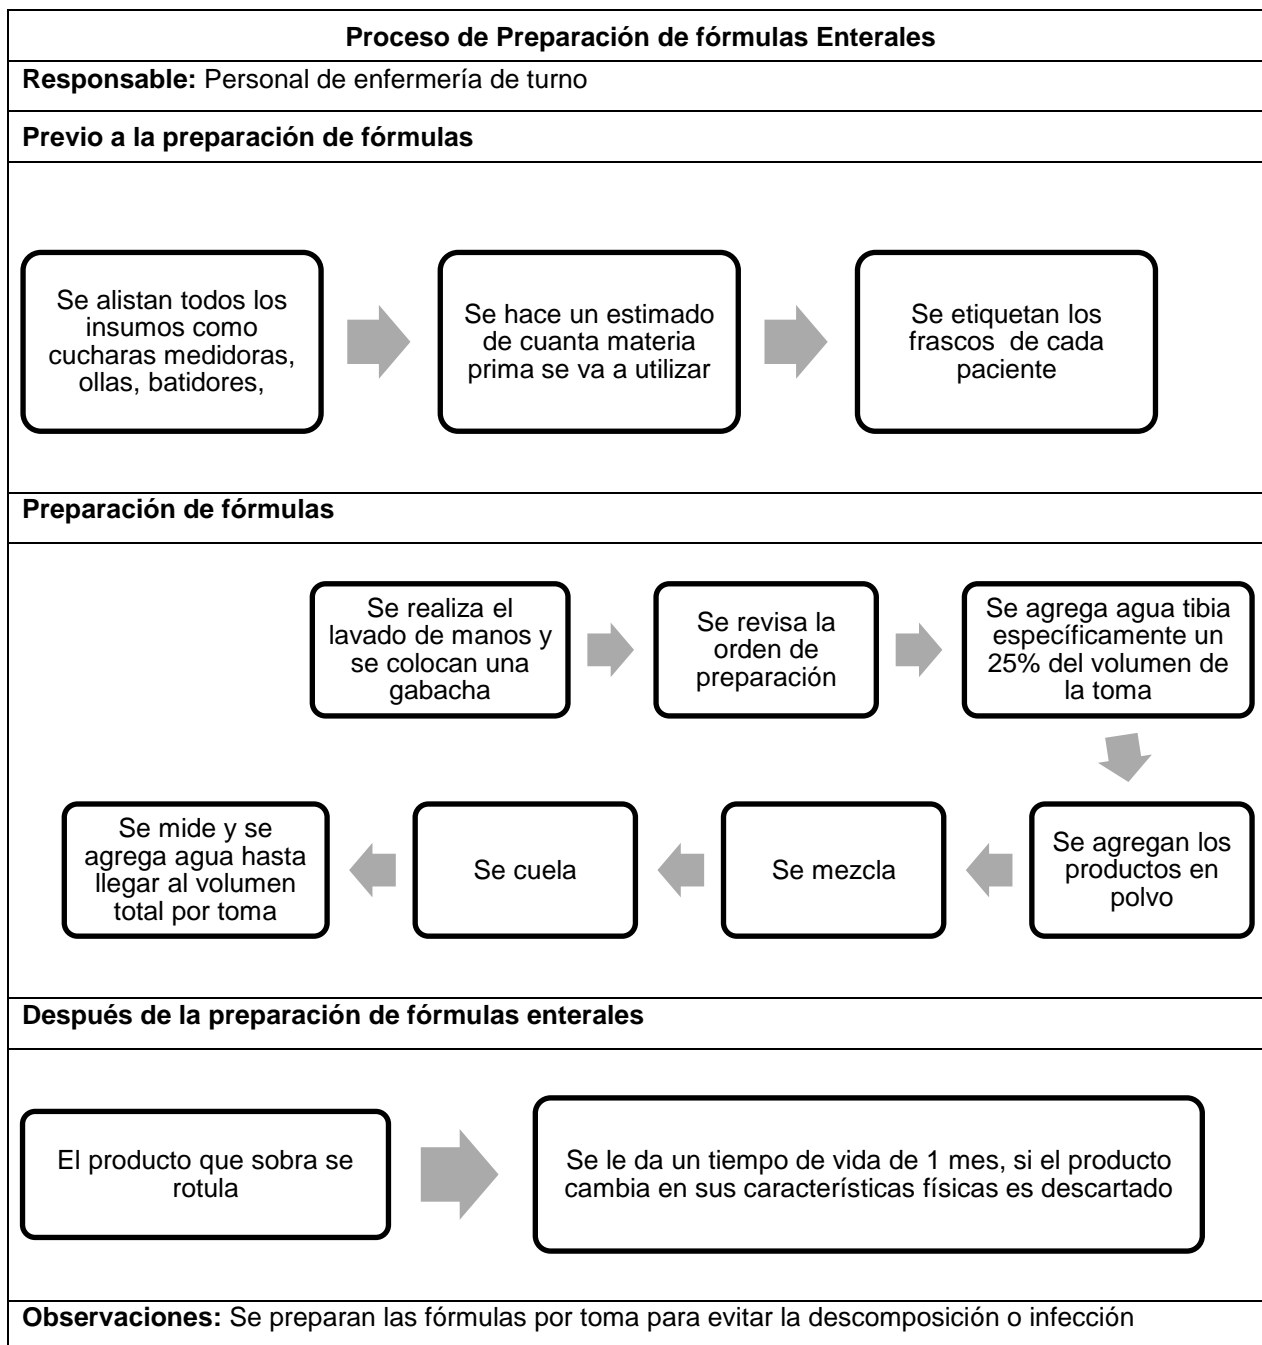 Proceso de Preparación de fórmulas Enterales
Responsable: Personal de enfermería de turno
Previo a la preparación de fórmulas
Se alistan todos los
insumos como
cucharas medidoras,
ollas, batidores,
Se hace un estimado
de cuanta materia
prima se va a utilizar
Se etiquetan los
frascos de cada
paciente
Preparación de fórmulas
Se realiza el
lavado de manos y
se colocan una
gabacha
Se revisa la
orden de
preparación
Se agrega agua tibia
específicamente un
25% del volumen de
la toma
Se agregan los
productos en
polvo
Se mezcla
Se cuela
Se mide y se
agrega agua hasta
llegar al volumen
total por toma
Después de la preparación de fórmulas enterales
El producto que sobra se
rotula
Se le da un tiempo de vida de 1 mes, si el producto
cambia en sus características físicas es descartado
Observaciones: Se preparan las fórmulas por toma para evitar la descomposición o infección